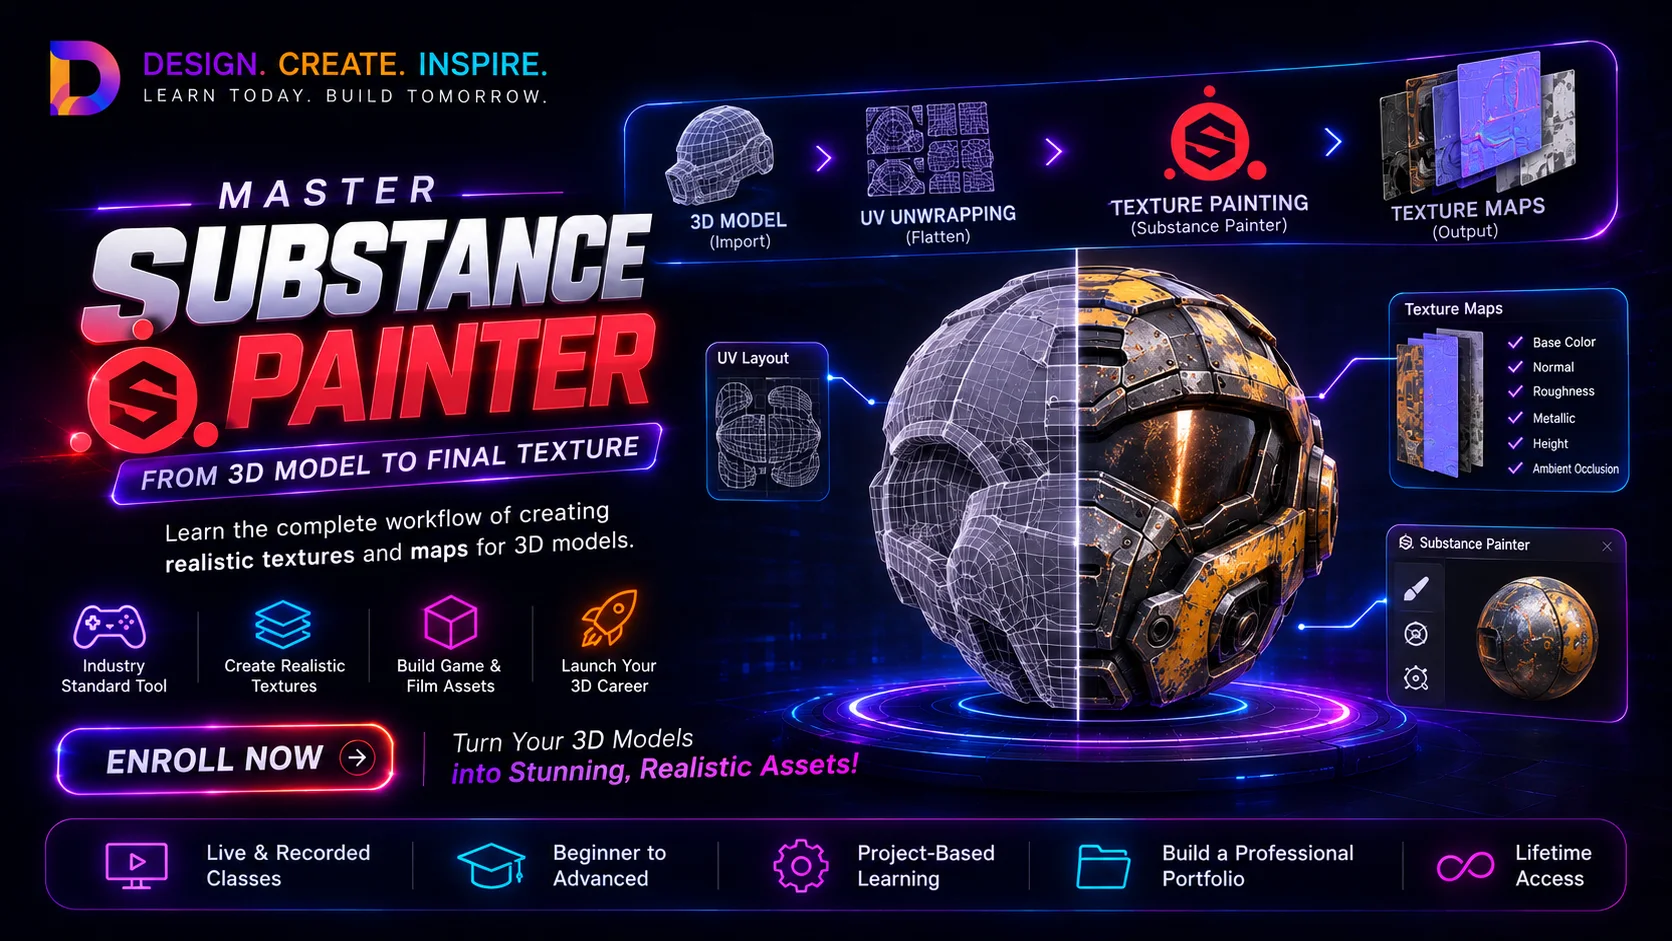 DESIGN. CREATE. INSPIRE.
LEARN TODAY. BUILD TOMORROW.
MASTER
SUBSTANCE
PAINTER
FROM 3D MODEL TO FINAL TEXTURE
Learn the complete workflow of creating
realistic textures and maps for 3D models.
Industry
Standard Tool
Create Realistic
Textures
Build Game &
Film Assets
Launch Your
3D Career
ENROLL NOW
Turn Your 3D Models
into Stunning, Realistic Assets!
3D MODEL
(Import)
UV UNWRAPPING
(Flatten)
TEXTURE PAINTING
(Substance Painter)
TEXTURE MAPS
(Output)
UV Layout
Texture Maps
Base Color
Normal
Roughness
Metallic
Height
Ambient Occlusion
Substance Painter
Live & Recorded
Classes
Beginner to
Advanced
Project-Based
Learning
Build a Professional
Portfolio
Lifetime
Access